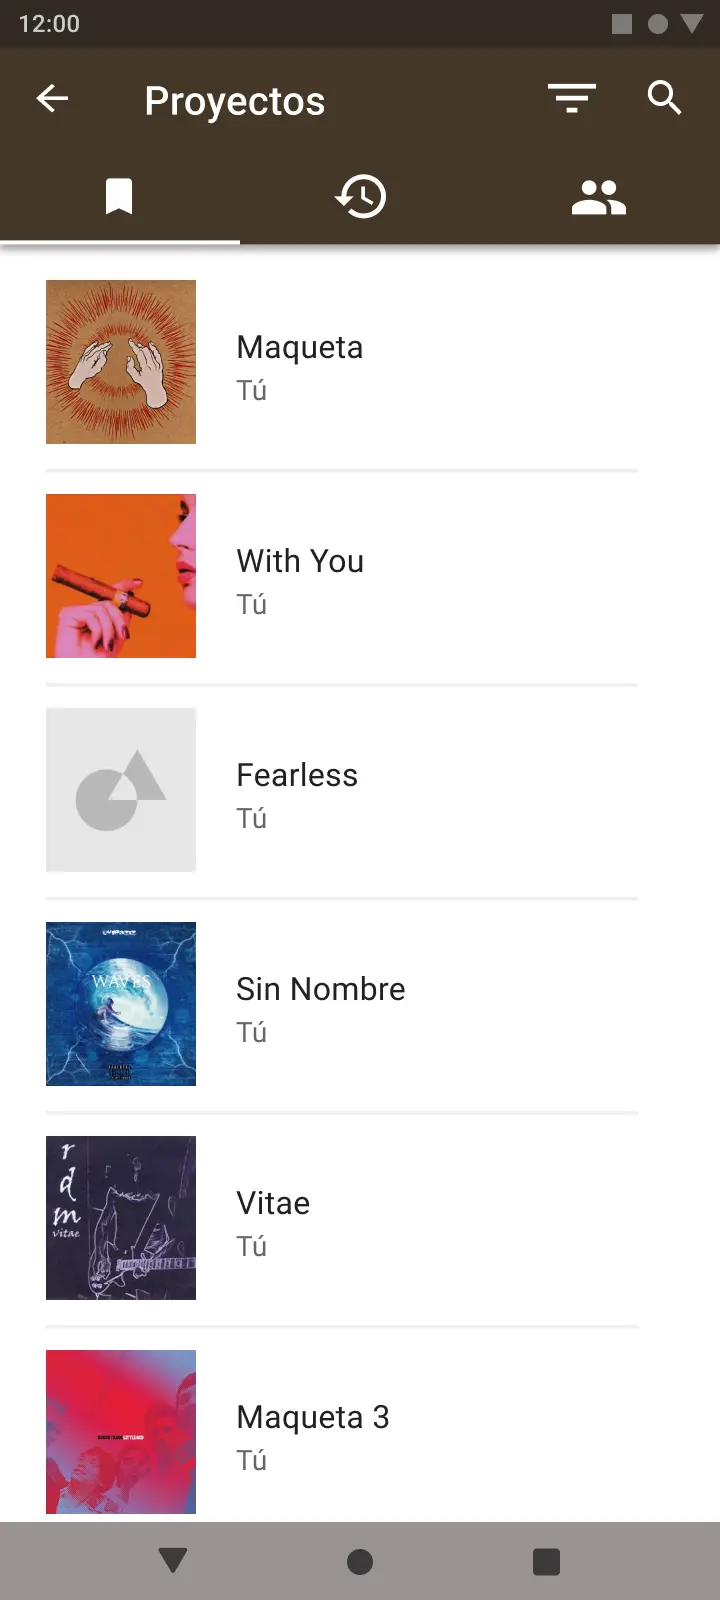 12:00
Proyectos
Maqueta
Tú
With You
Tú
Fearless
Tú
WAVES
Sin Nombre
Tú
r
d
m
vitae
Vitae
Tú
Maqueta 3
Tú